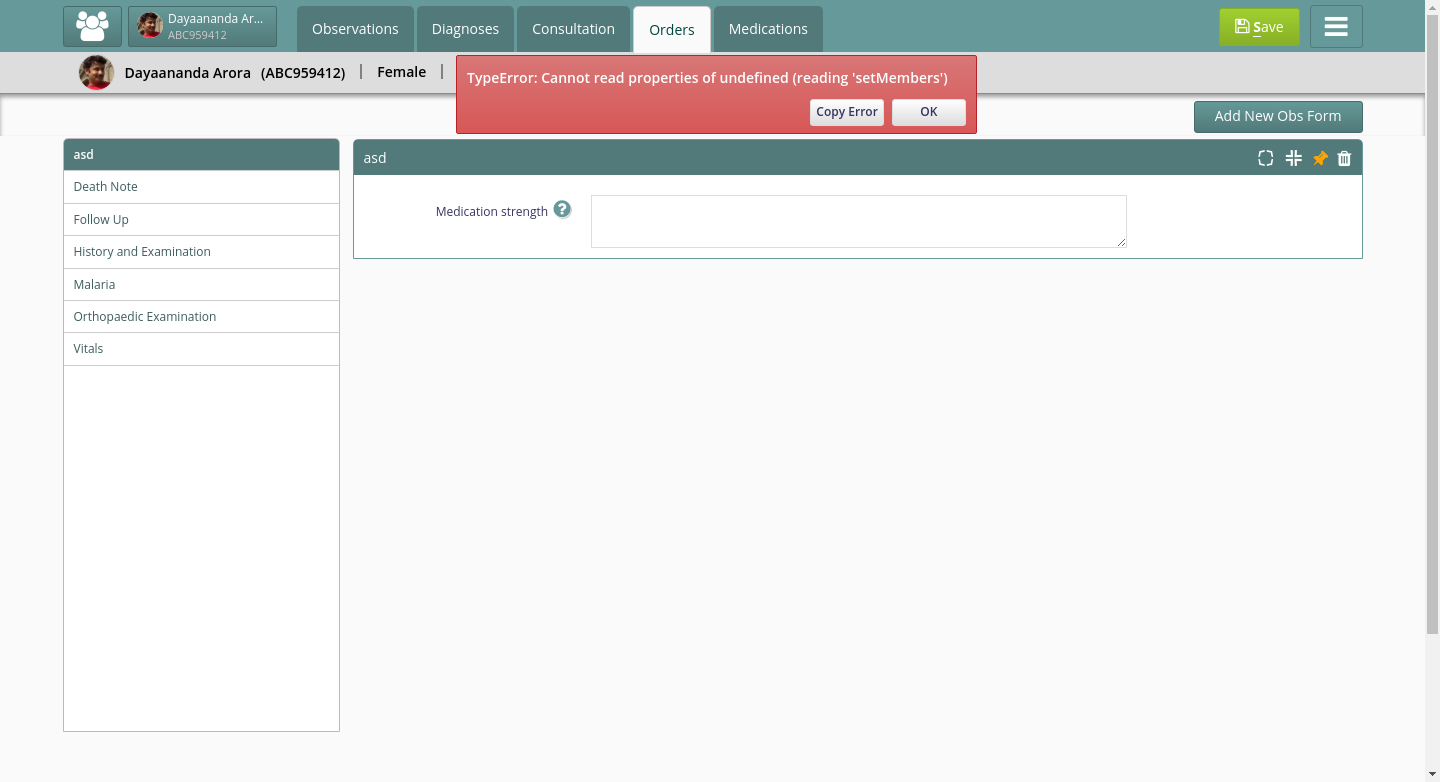 Dayaananda Ar...
ABC959412
Observations
Diagnoses
Consultation
Orders
Medications
Save
Dayaananda Arora (ABC959412) | Female |
TypeError: Cannot read properties of undefined (reading 'setMembers')
Copy Error
OK
Add New Obs Form
asd
Death Note
Follow Up
History and Examination
Malaria
Orthopaedic Examination
Vitals
asd
Medication strength ?